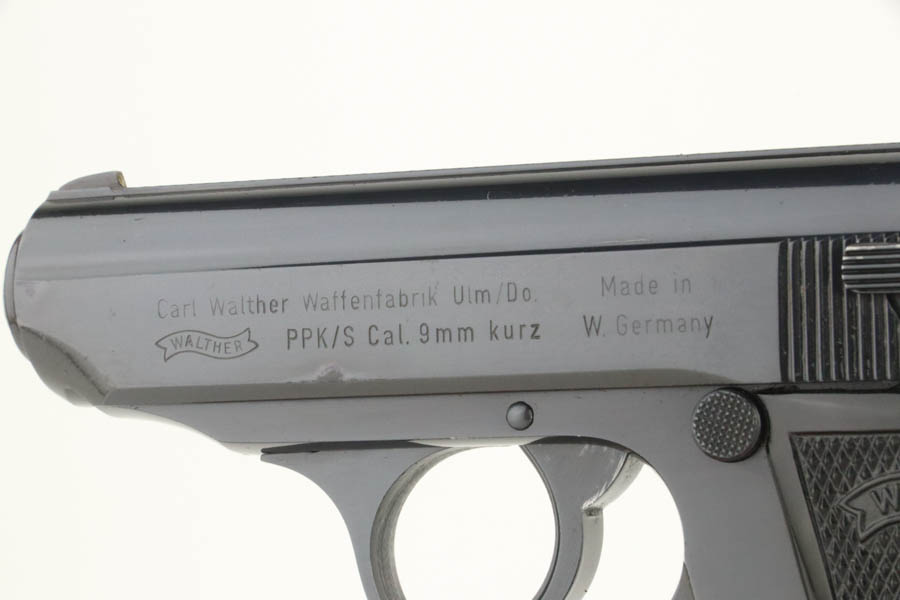 Carl Walther Waffenfabrik Ulm/Do.
WALTHER PPK/S Cal. 9mm kurz
Made in
W. Germany